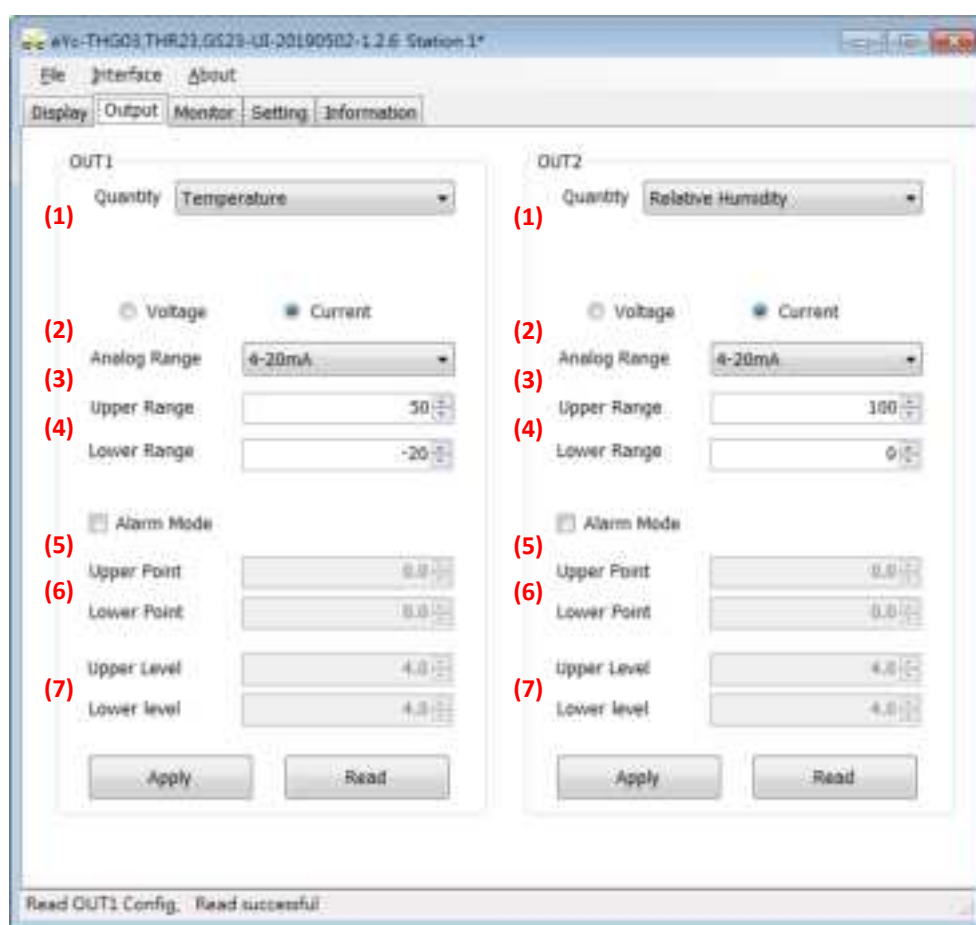 eYc-THG03,THR23,GS23-UI-20190502-1.2.6 Station 1*
File Interface About
Display Output Monitor Setting Information
OUT1
Quantity Temperature
(1)
Voltage Current
(2)
Analog Range 4-20mA
(3)
Upper Range 50
(4)
Lower Range -20
Alarm Mode
(5)
Upper Point 0.0
(6)
Lower Point 0.0
Upper Level 4.0
(7)
Lower level 4.0
Apply Read
OUT2
Quantity Relative Humidity
(1)
Voltage Current
(2)
Analog Range 4-20mA
(3)
Upper Range 100
(4)
Lower Range 0
Alarm Mode
(5)
Upper Point 0.0
(6)
Lower Point 0.0
Upper Level 4.0
(7)
Lower level 4.0
Apply Read
Read OUT1 Config, Read successful